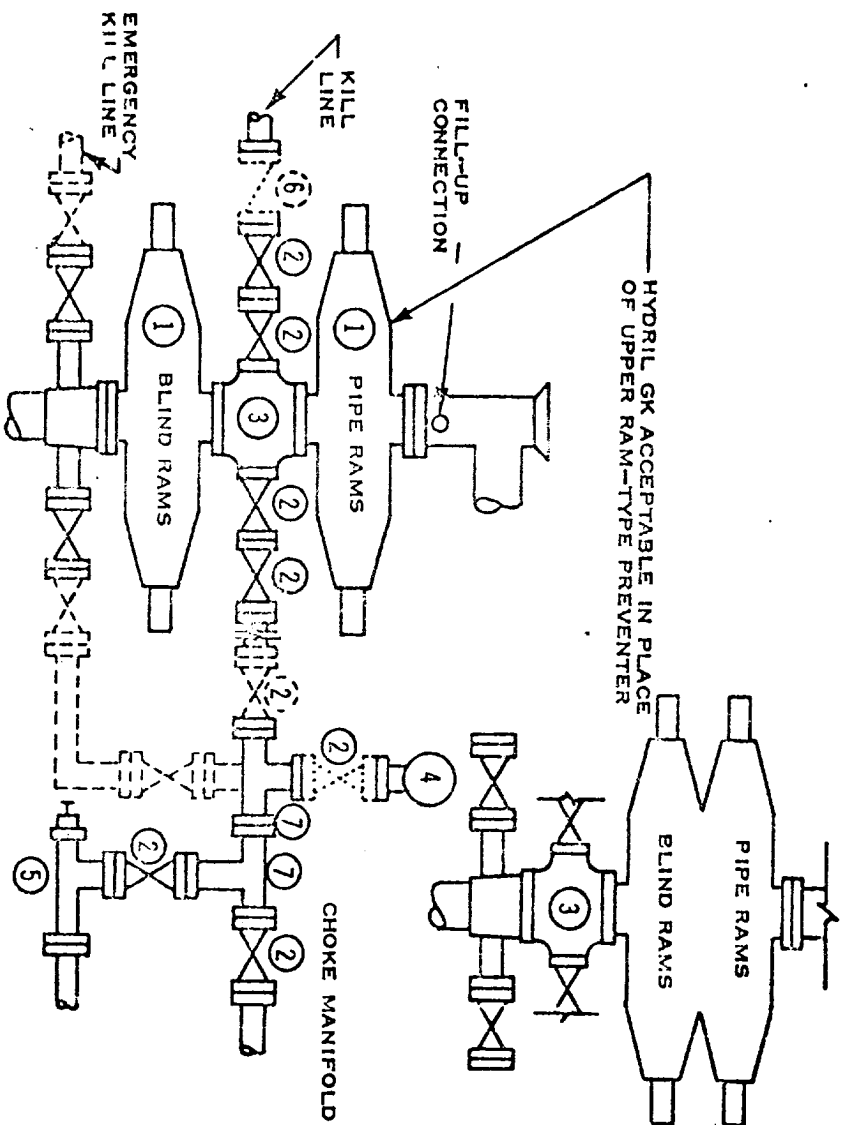 PIPE RAMS
BLIND RAMS
HYDRIL GK ACCEPTABLE IN PLACE
OF UPPER RAM—TYPE PREVENTER
3
FILL—UP
CONNECTION
4
1 PIPE RAMS
KILL
LINE
2
CHOKE MANIFOLD
6 2 2 2 2 7 7 2
3 2
1 BLIND RAMS
2
EMERGENCY
KILL LINE
5